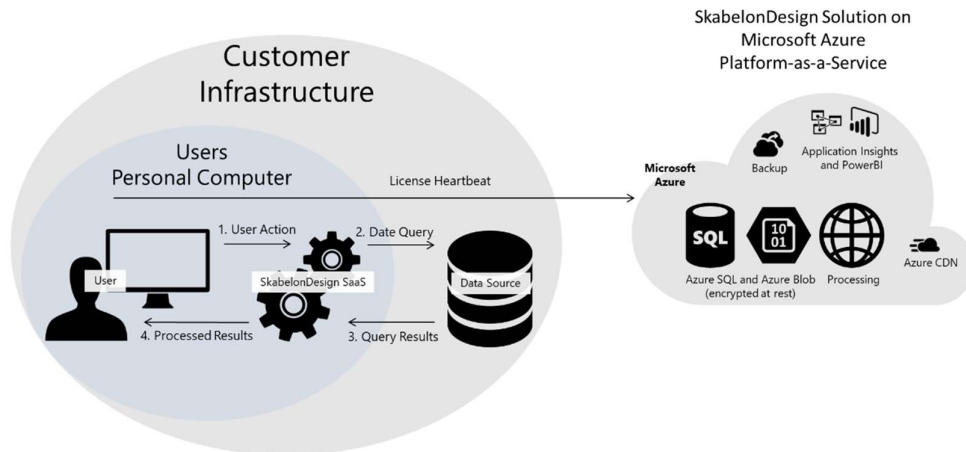 SkabelonDesign Solution on
Microsoft Azure
Platform-as-a-Service
Customer
Infrastructure
Users
Personal Computer
License Heartbeat
Microsoft
Azure
Backup
Application Insights
and PowerBI
1. User Action
2. Date Query
SQL
10
01
User
SkabelonDesign SaaS
Data Source
Azure CDN
Azure SQL and Azure Blob
(encrypted at rest)
Processing
4. Processed Results
3. Query Results